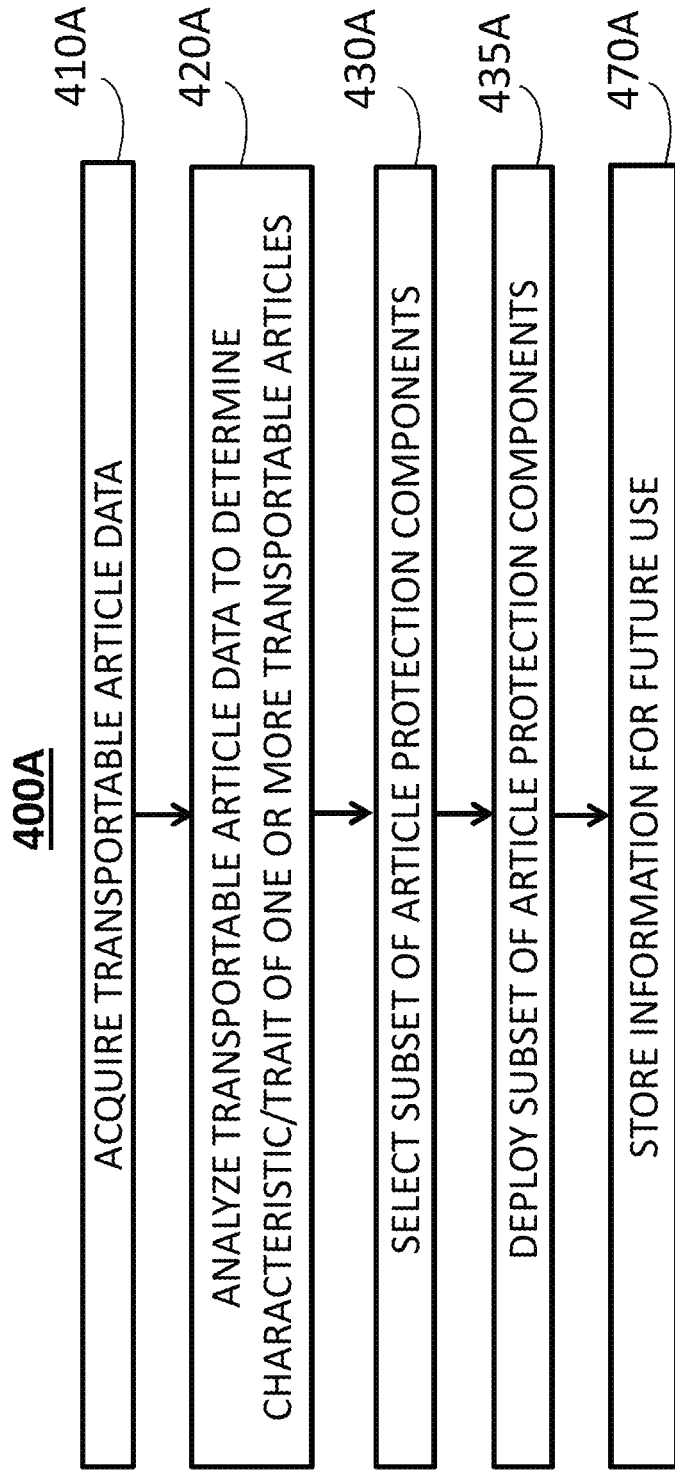 400A
ACQUIRE TRANSPORTABLE ARTICLE DATA
410A
ANALYZE TRANSPORTABLE ARTICLE DATA TO DETERMINE
CHARACTERISTIC/TRAIT OF ONE OR MORE TRANSPORTABLE ARTICLES
420A
SELECT SUBSET OF ARTICLE PROTECTION COMPONENTS
430A
DEPLOY SUBSET OF ARTICLE PROTECTION COMPONENTS
435A
STORE INFORMATION FOR FUTURE USE
470A